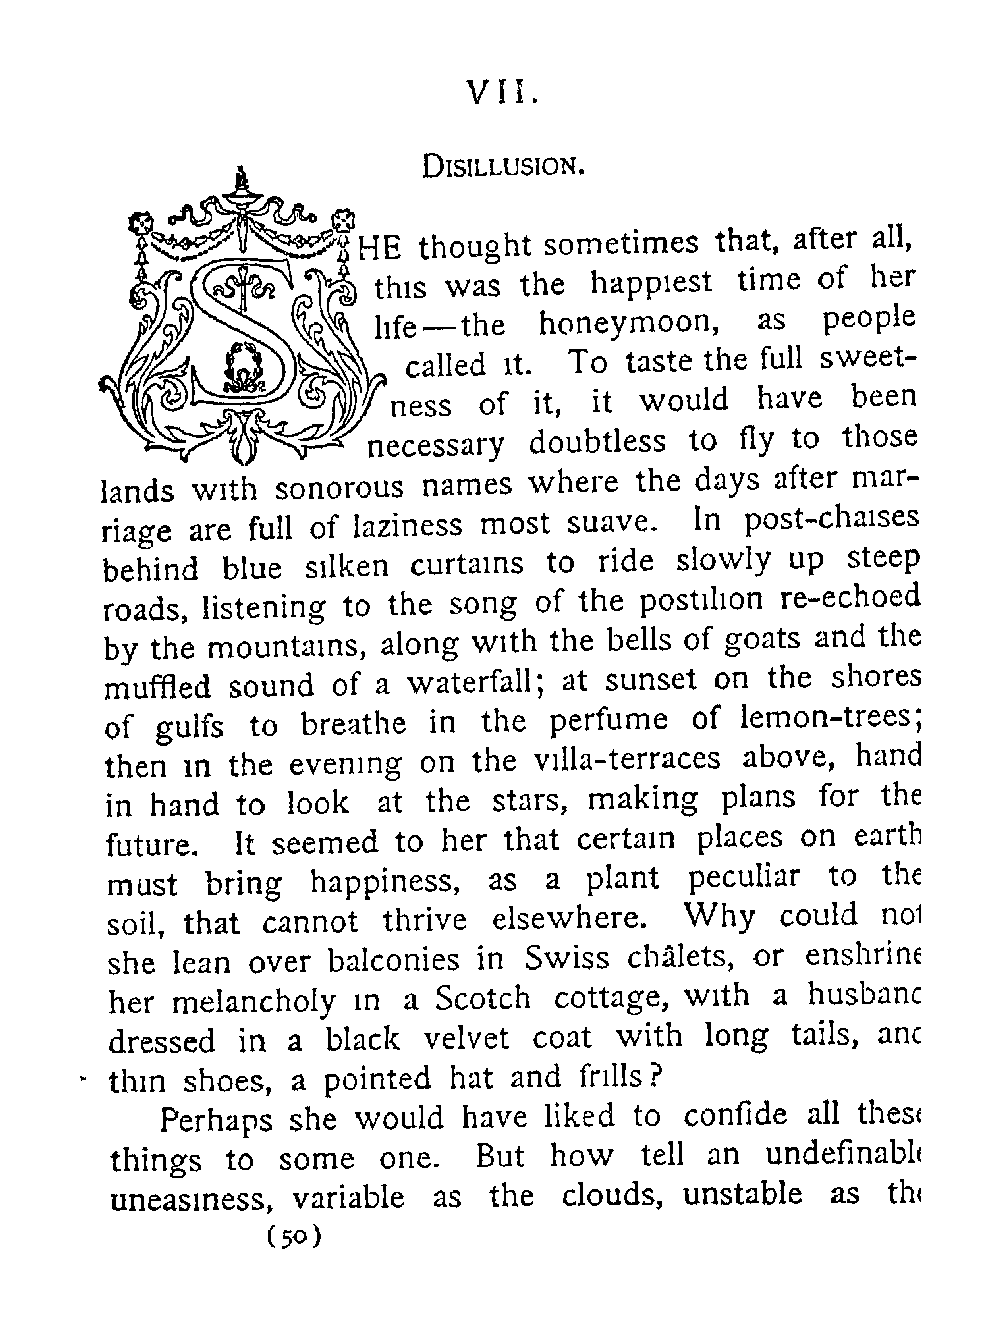 VII.
DISILLUSION.
SHE thought sometimes that, after all,
this was the happiest time of her
life—the honeymoon, as people
called it. To taste the full sweet-
ness of it, it would have been
necessary doubtless to fly to those
lands with sonorous names where the days after mar-
riage are full of laziness most suave. In post-chaises
behind blue silken curtains to ride slowly up steep
roads, listening to the song of the postilion re-echoed
by the mountains, along with the bells of goats and the
muffled sound of a waterfall; at sunset on the shores
of gulfs to breathe in the perfume of lemon-trees;
then in the evening on the villa-terraces above, hand
in hand to look at the stars, making plans for the
future. It seemed to her that certain places on earth
must bring happiness, as a plant peculiar to the
soil, that cannot thrive elsewhere. Why could not
she lean over balconies in Swiss châlets, or enshrine
her melancholy in a Scotch cottage, with a husband
dressed in a black velvet coat with long tails, and
thin shoes, a pointed hat and frills?
Perhaps she would have liked to confide all these
things to some one. But how tell an undefinable
uneasiness, variable as the clouds, unstable as the
(50)